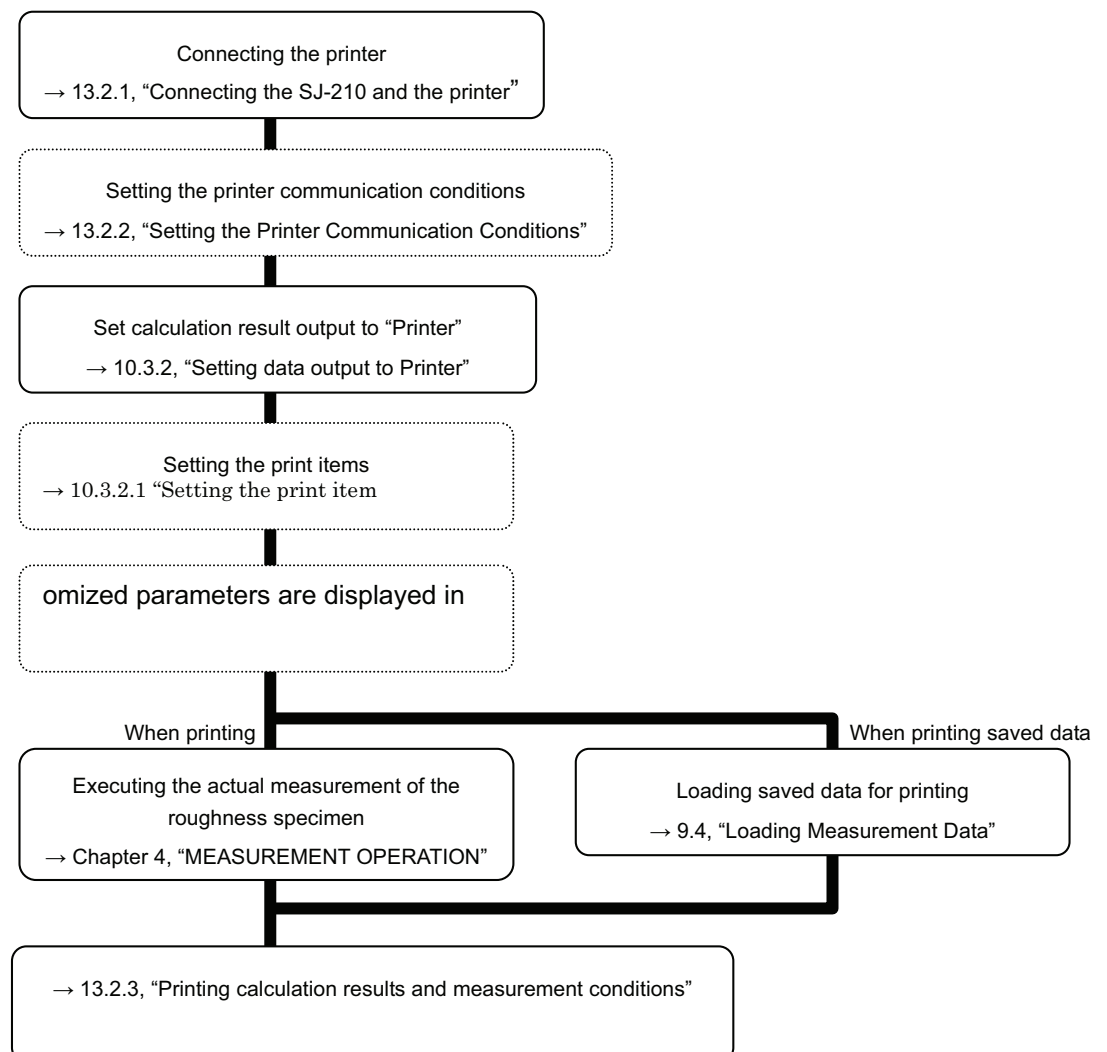 Connecting the printer
→ 13.2.1, “Connecting the SJ-210 and the printer”
Setting the printer communication conditions
→ 13.2.2, “Setting the Printer Communication Conditions”
Set calculation result output to “Printer”
→ 10.3.2, “Setting data output to Printer”
Setting the print items
→ 10.3.2.1 “Setting the print item
omized parameters are displayed in
When printing
When printing saved data
Executing the actual measurement of the
roughness specimen
→ Chapter 4, “MEASUREMENT OPERATION”
Loading saved data for printing
→ 9.4, “Loading Measurement Data”
→ 13.2.3, “Printing calculation results and measurement conditions”